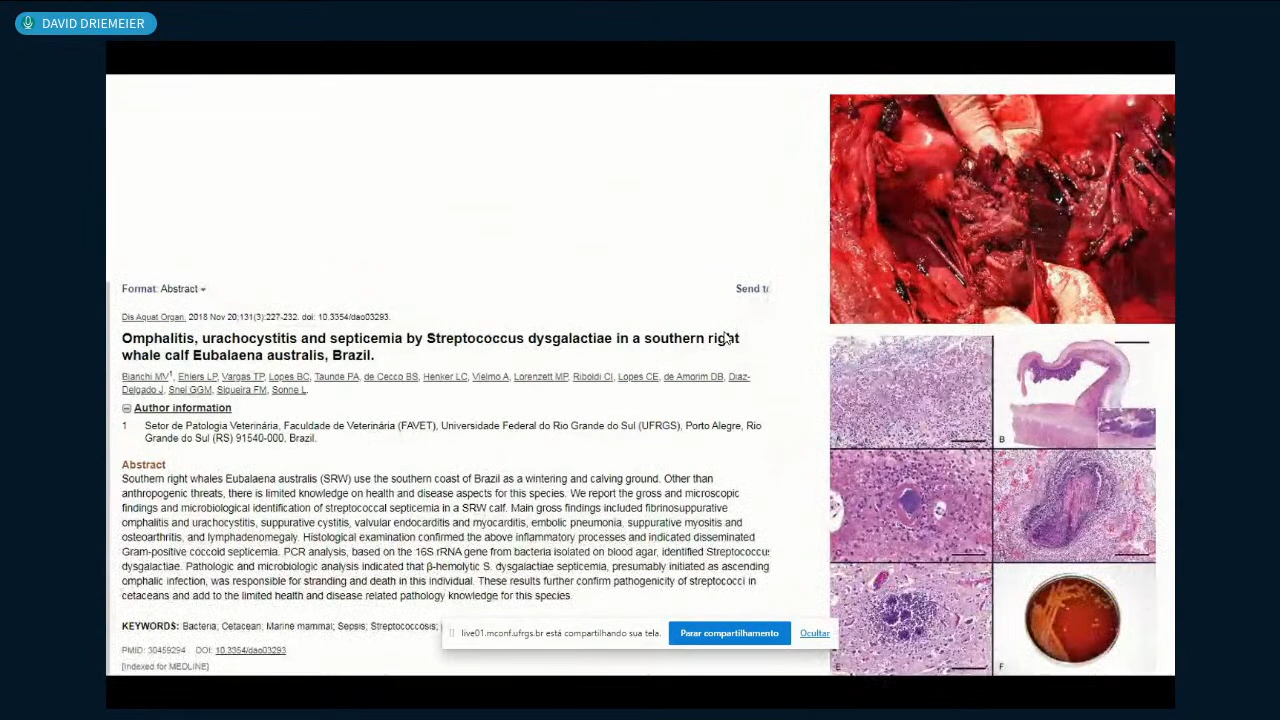 DAVID DRIEMEIER
Format: Abstract
Send to
Dis Aquat Organ. 2018 Nov 20;131(3):227-232. doi: 10.3354/dao03293.
Omphalitis, urachocystitis and septicemia by Streptococcus dysgalactiae in a southern right
whale calf Eubalaena australis, Brazil.
Bianchi MV1, Ehlers LP, Vargas TP, Lopes BC, Taunde PA, de Cecco BS, Henker LC, Vielmo A, Lorenzett MP, Riboldi CI, Lopes CE, de Amorim DB, Díaz-
Delgado J, Snel GGM, Siqueira FM, Sonne L.
Author information
1 Setor de Patologia Veterinária, Faculdade de Veterinária (FAVET), Universidade Federal do Rio Grande do Sul (UFRGS), Porto Alegre, Rio
Grande do Sul (RS) 91540-000, Brazil.
Abstract
Southern right whales Eubalaena australis (SRW) use the southern coast of Brazil as a wintering and calving ground. Other than
anthropogenic threats, there is limited knowledge on health and disease aspects for this species. We report the gross and microscopic
findings and microbiological identification of streptococcal septicemia in a SRW calf. Main gross findings included fibrinosuppurative
omphalitis and urachocystitis, suppurative cystitis, valvular endocarditis and myocarditis, embolic pneumonia, suppurative myositis and
osteoarthritis, and lymphadenomegaly. Histological examination confirmed the above inflammatory processes and indicated disseminated
Gram-positive coccoid septicemia. PCR analysis, based on the 16S rRNA gene from bacteria isolated on blood agar, identified Streptococcus
dysgalactiae. Pathologic and microbiologic analysis indicated that β-hemolytic S. dysgalactiae septicemia, presumably initiated as ascending
omphalic infection, was responsible for stranding and death in this individual. These results further confirm pathogenicity of streptococci in
cetaceans and add to the limited health and disease related pathology knowledge for this species.
KEYWORDS: Bacteria; Cetacean; Marine mammal; Sepsis; Streptococcosis;
PMID: 30459294 DOI: 10.3354/dao03293
[Indexed for MEDLINE]
live01.mconf.ufrgs.br está compartilhando sua tela.
Parar compartilhamento
Ocultar
A
B
C
E
F